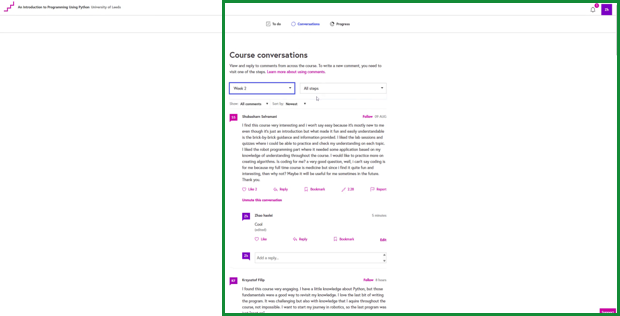 An Introduction to Programming Using Python University of Leeds
To do
Conversations
Progress
Course conversations
View and reply to comments from across the course. To write a new comment, you need to
visit one of the steps. Learn more about using comments.
Week 2
All steps
Show All comments
Sort by Newest
Follow
I find this course very interesting and I won't say easy because it's really new to me
even though it's just an introduction but what made it fun and easily understandable
is the brick-by-brick guidance and information provided. I liked the lab sessions and
quizzes where i could be able to practice and check my understanding on each topic.
I liked the robot programming part where it needed some application based on my
knowledge of understanding throughout the course. I would like to practice more on
creating algorithms. Is coding for me? a very good question, well, I can't say coding is
for me because my full time course is medicine but since I find it quite fun and
interesting, then why not? Maybe it will be useful for me sometimes in the future.
Thank you.
Like 2
Reply
Bookmark
2.28
Report
Unmute this conversation
5 minutes
Cool
(edited)
Like
Reply
Bookmark
Edit
Add a reply...
Krzysztof Filip
Follow 8 hours
I found this course very engaging. I have a little knowledge about Python, but those
fundamentals were a good way to revisit my knowledge. I love the last bit of writing
the program. It was challenging but also with knowledge that I aquire throughout the
course, not impossible. I want to start my journey in robotics, so the last program was